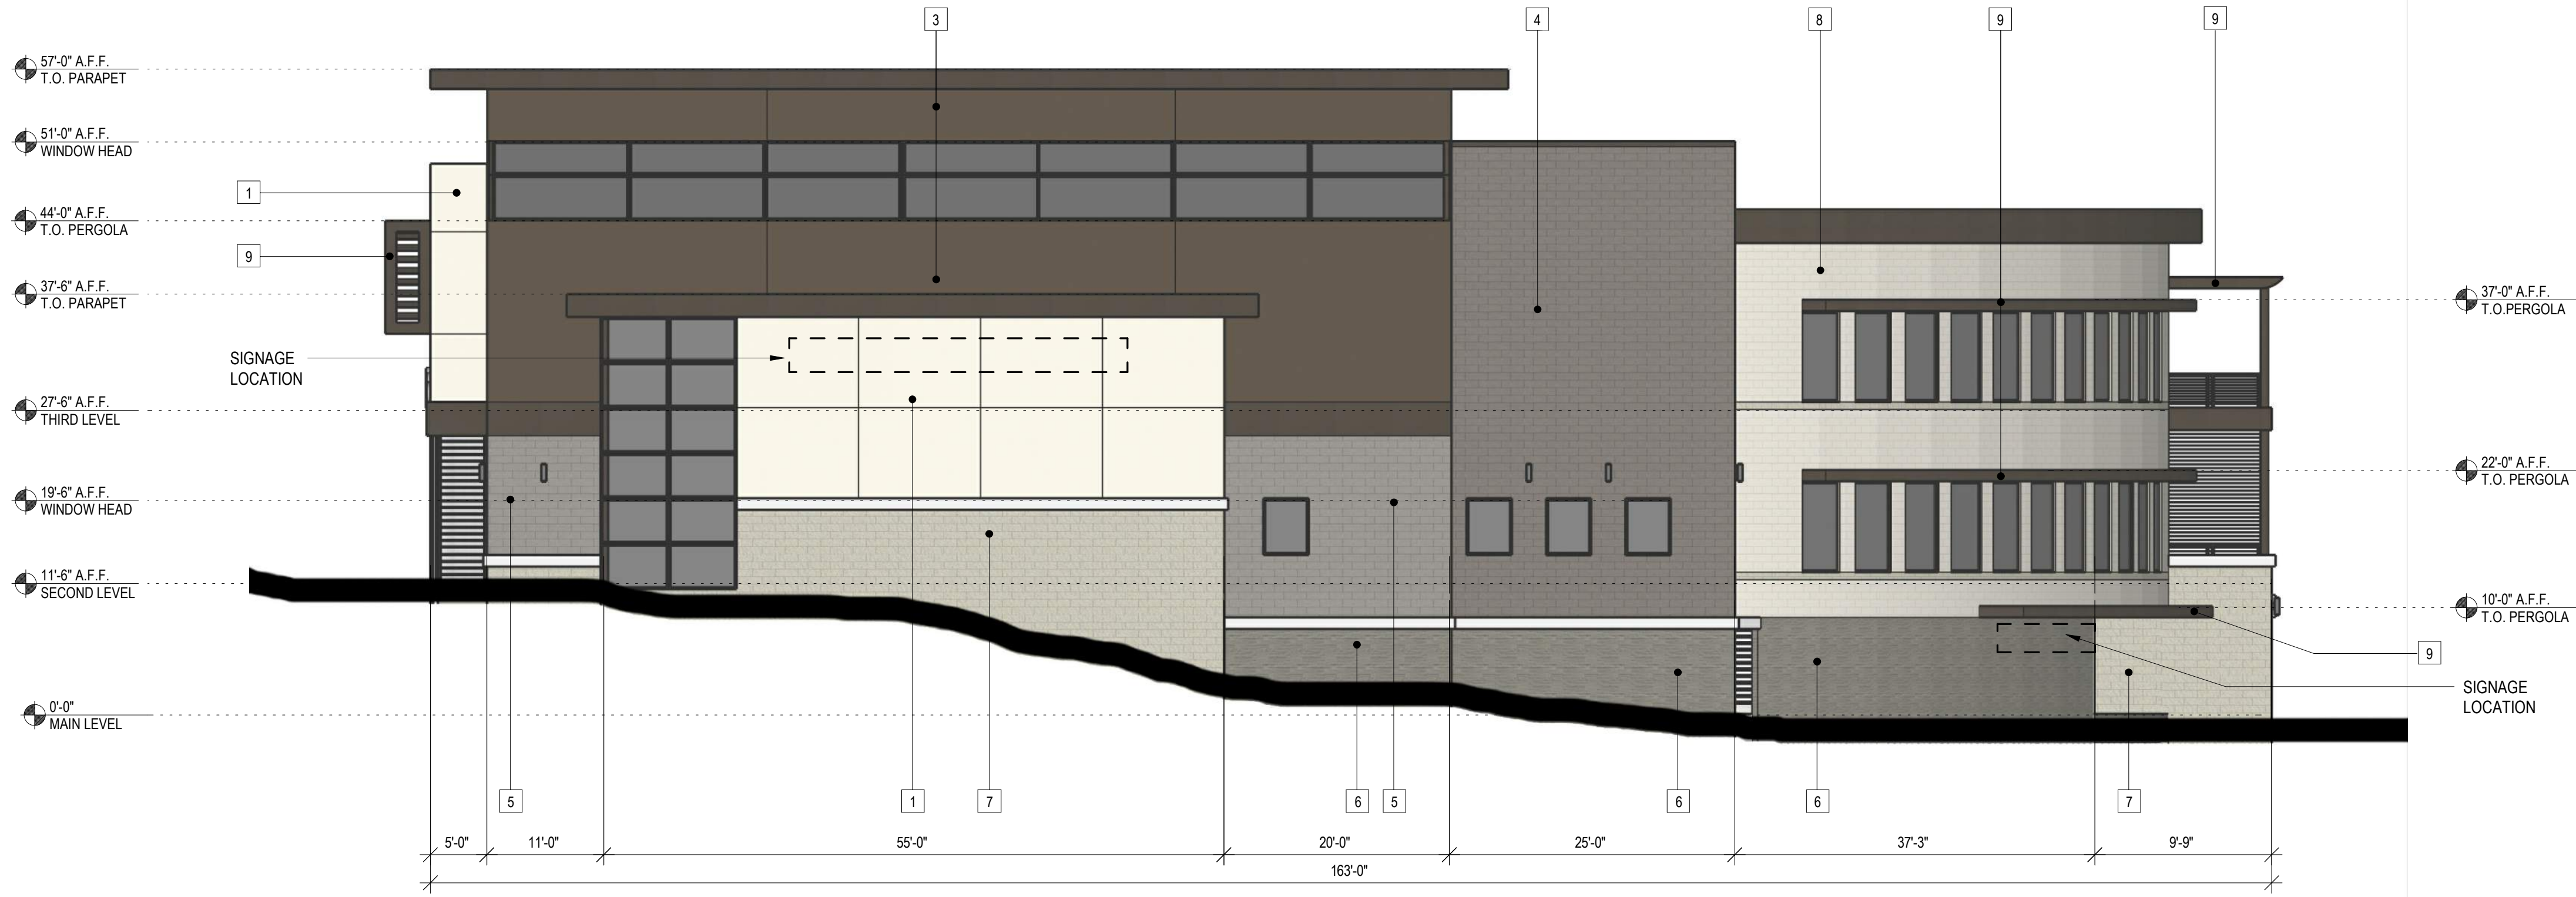 3
4
8
9
9
57'-0" A.F.F.
T.O. PARAPET
51'-0" A.F.F.
WINDOW HEAD
1
44'-0" A.F.F.
T.O. PERGOLA
9
37'-6" A.F.F.
T.O. PARAPET
37'-0" A.F.F.
T.O.PERGOLA
SIGNAGE
LOCATION
27'-6" A.F.F.
THIRD LEVEL
22'-0" A.F.F.
T.O. PERGOLA
19'-6" A.F.F.
WINDOW HEAD
11'-6" A.F.F.
SECOND LEVEL
10'-0" A.F.F.
T.O. PERGOLA
9
SIGNAGE
LOCATION
0'-0"
MAIN LEVEL
5
1
7
6
5
6
6
7
5'-0"
11'-0"
55'-0"
20'-0"
25'-0"
37'-3"
9'-9"
163'-0"